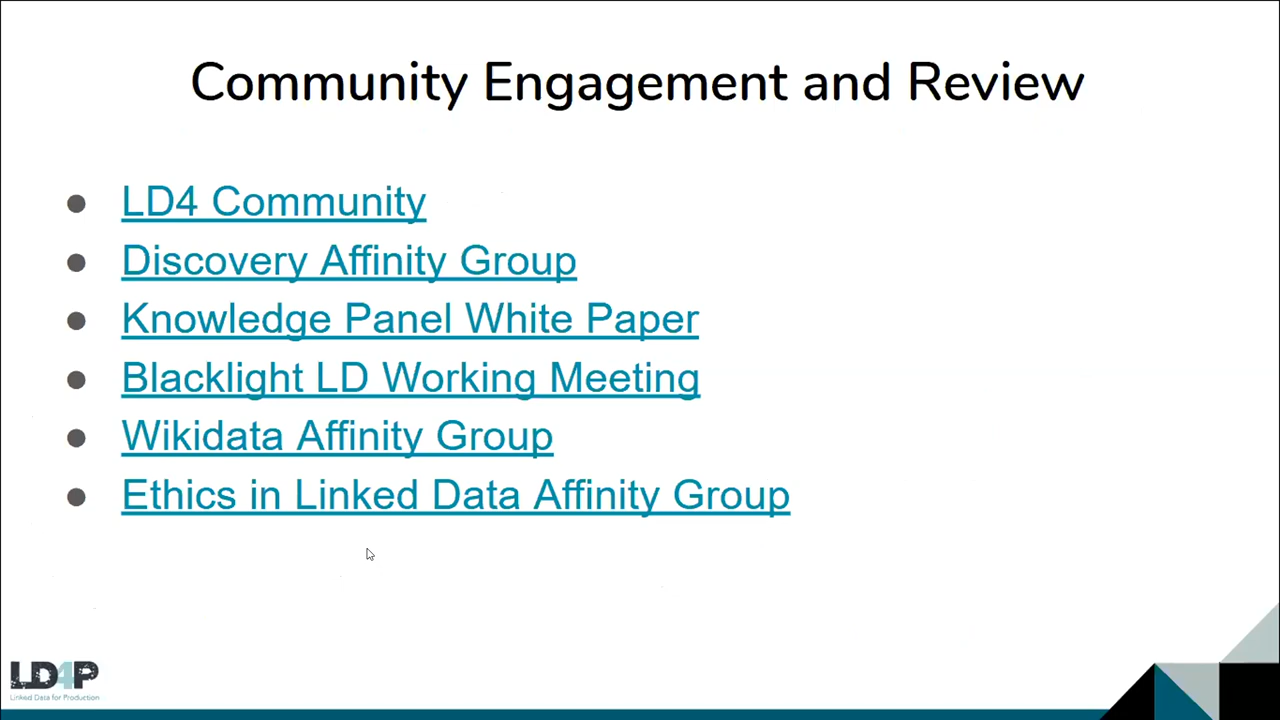 Community Engagement and Review
● LD4 Community
● Discovery Affinity Group
● Knowledge Panel White Paper
● Blacklight LD Working Meeting
● Wikidata Affinity Group
● Ethics in Linked Data Affinity Group
LD4P
Linked Data for Production